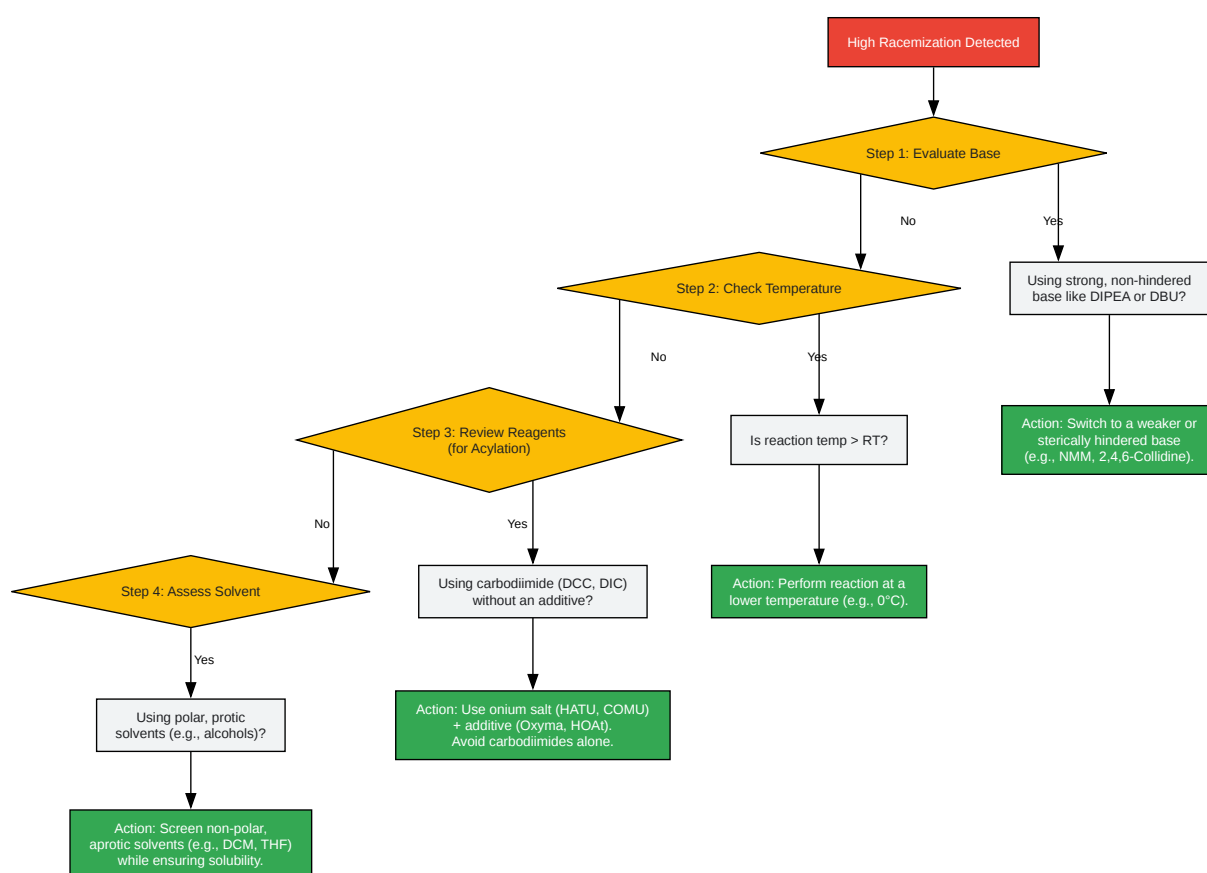 High Racemization Detected
Step 1: Evaluate Base
No
Yes
Step 2: Check Temperature
Using strong, non-hindered
base like DIPEA or DBU?
No
Yes
Step 3: Review Reagents
(for Acylation)
Is reaction temp > RT?
Action: Switch to a weaker or
sterically hindered base
(e.g., NMM, 2,4,6-Collidine).
No
Yes
Step 4: Assess Solvent
Using carbodiimide (DCC, DIC)
without an additive?
Action: Perform reaction at a
lower temperature (e.g., 0°C).
Yes
Using polar, protic
solvents (e.g., alcohols)?
Action: Use onium salt (HATU, COMU)
+ additive (Oxyma, HOAt).
Avoid carbodiimides alone.
Action: Screen non-polar,
aprotic solvents (e.g., DCM, THF)
while ensuring solubility.